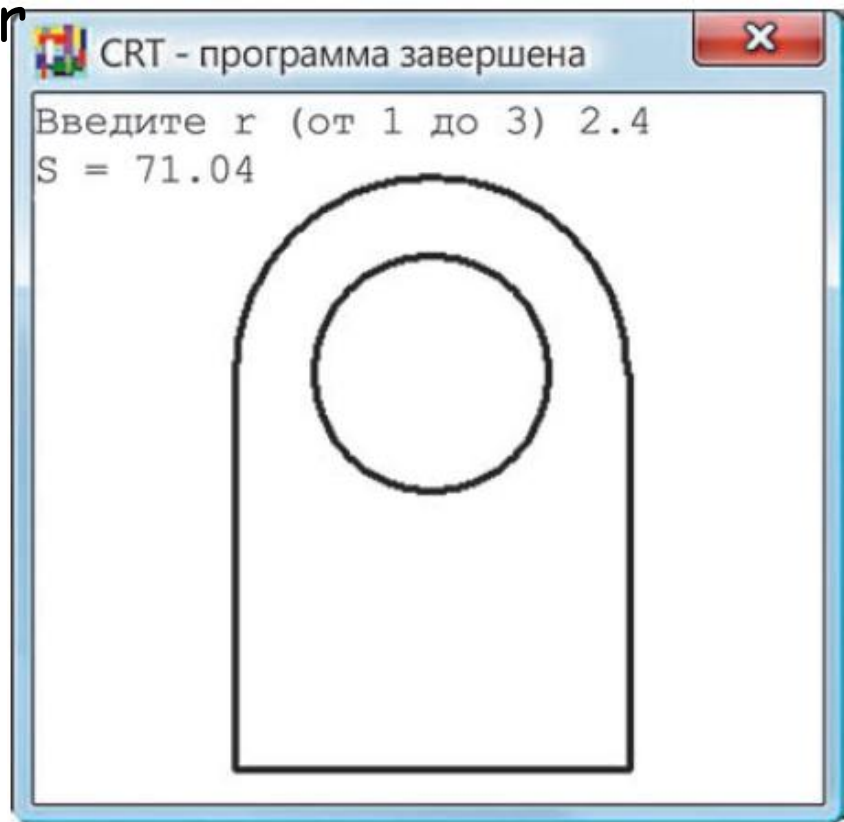 r
CRT - программа завершена
Введите r (от 1 до 3) 2.4
S = 71.04